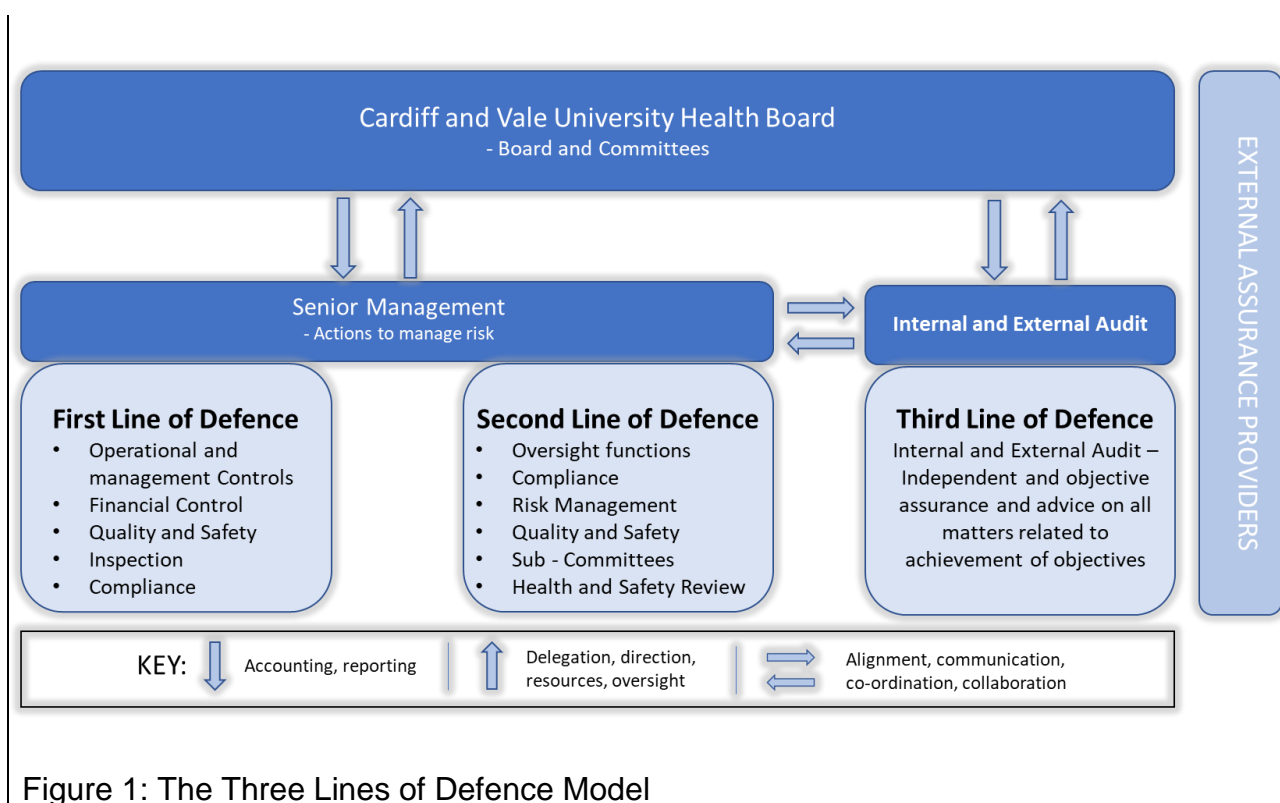 Cardiff and Vale University Health Board
- Board and Committees
EXTERNAL ASSURANCE PROVIDERS
Senior Management
- Actions to manage risk
Internal and External Audit
First Line of Defence
• Operational and
management Controls
• Financial Control
• Quality and Safety
• Inspection
• Compliance
Second Line of Defence
• Oversight functions
• Compliance
• Risk Management
• Quality and Safety
• Sub - Committees
• Health and Safety Review
Third Line of Defence
Internal and External Audit –
Independent and objective
assurance and advice on all
matters related to
achievement of objectives
KEY:
Accounting, reporting
Delegation, direction,
resources, oversight
Alignment, communication,
co-ordination, collaboration
Figure 1: The Three Lines of Defence Model